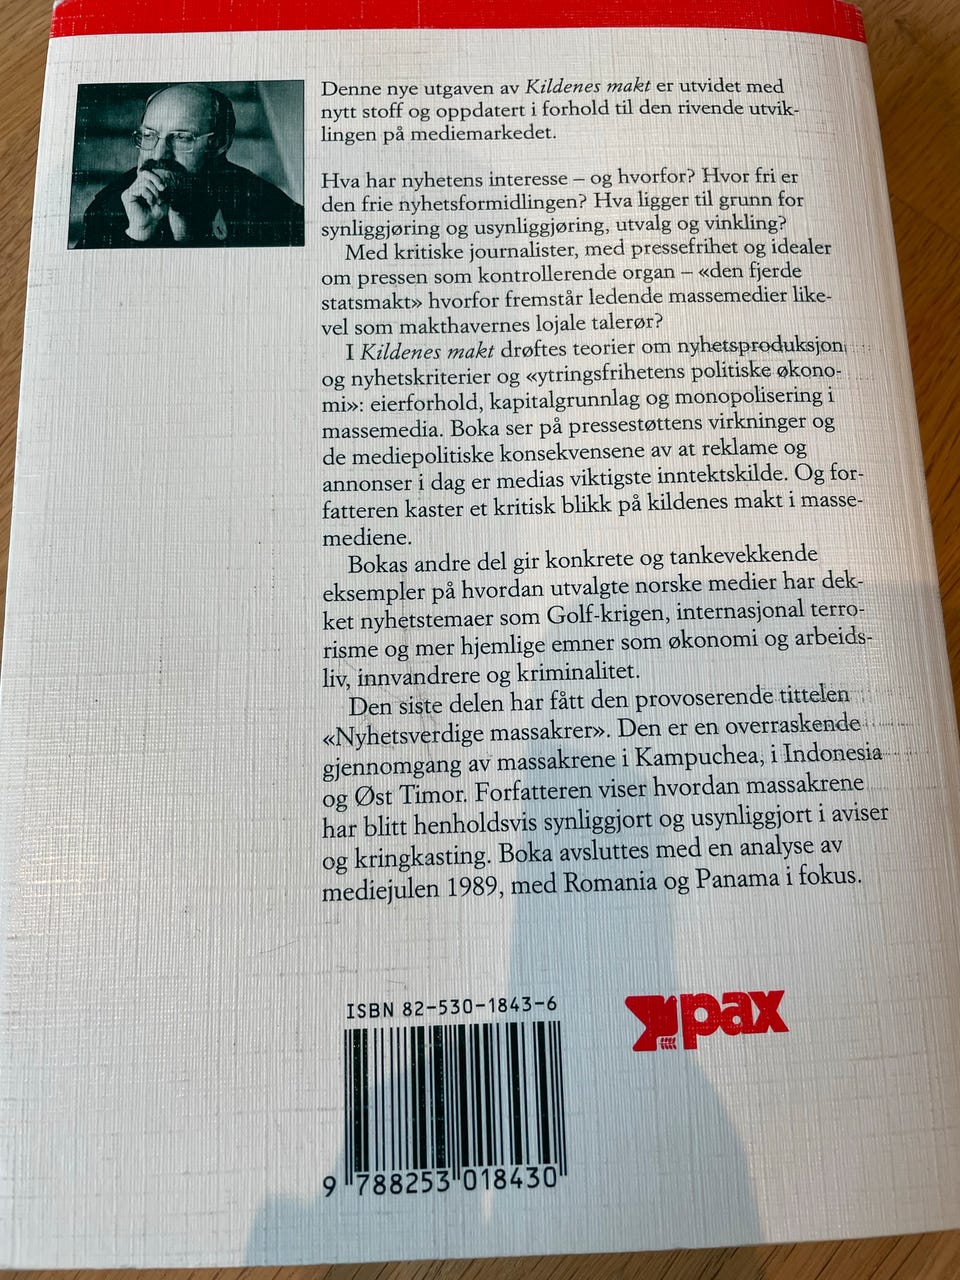 Denne nye utgaven av Kildenes makt er utvidet med
nytt stoff og oppdatert i forhold til den rivende utvik-
lingen på mediemarkedet.
Hva har nyhetens interesse – og hvorfor? Hvor fri er
den frie nyhetsformidlingen? Hva ligger til grunn for
synliggjøring og usynliggjøring, utvalg og vinkling?
Med kritiske journalister, med pressefrihet og idealer
om pressen som kontrollerende organ – «den fjerde
statsmakt» hvorfor fremstår ledende massemedier like-
vel som makthavernes lojale talerør?
I Kildenes makt drøftes teorier om nyhetsproduksjon
og nyhetskriterier og «ytringsfrihetens politiske økono-
mi»: eierforhold, kapitalgrunnlag og monopolisering i
massemedia. Boka ser på pressestøttens virkninger og
de mediepolitiske konsekvensene av at reklame og
annonser i dag er medias viktigste inntektskilde. Og for-
fatteren kaster et kritisk blikk på kildenes makt i masse-
mediene.
Bokas andre del gir konkrete og tankevekkende
eksempler på hvordan utvalgte norske medier har dek-
ket nyhetstemaer som Golf-krigen, internasjonal terro-
risme og mer hjemlige emner som økonomi og arbeids-
liv, innvandrere og kriminalitet.
Den siste delen har fått den provoserende tittelen
«Nyhetsverdige massakrer». Den er en overraskende
gjennomgang av massakrene i Kampuchea, i Indonesia
og Øst Timor. Forfatteren viser hvordan massakrene
har blitt henholdsvis synliggjort og usynliggjort i aviser
og kringkasting. Boka avsluttes med en analyse av
mediejulen 1989, med Romania og Panama i fokus.
ISBN 82-530-1843-6
pax
9 788253 018430